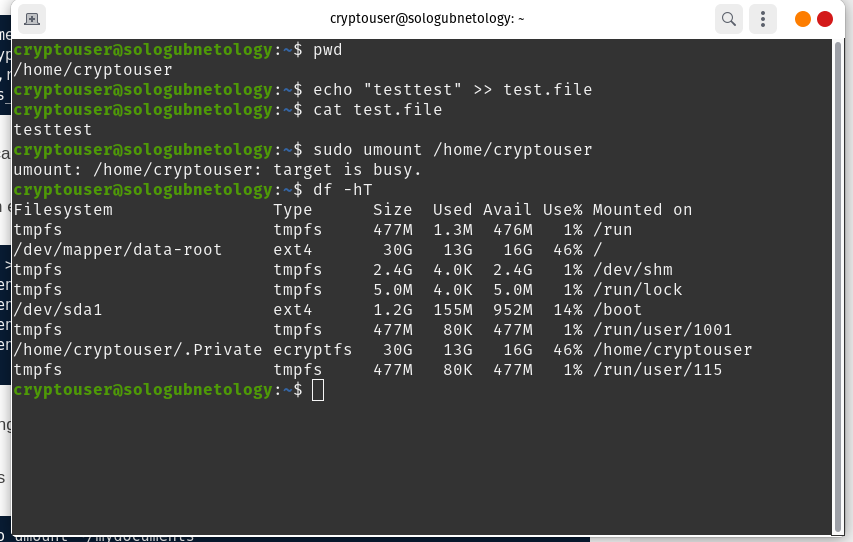 cryptouser@sologubnetology: ~
cryptouser@sologubnetology:~$ pwd
/home/cryptouser
cryptouser@sologubnetology:~$ echo "testtest" >> test.file
cryptouser@sologubnetology:~$ cat test.file
testtest
cryptouser@sologubnetology:~$ sudo umount /home/cryptouser
umount: /home/cryptouser: target is busy.
cryptouser@sologubnetology:~$ df -hT
Filesystem                Type      Size  Used Avail Use% Mounted on
tmpfs                     tmpfs     477M  1.3M  476M   1% /run
/dev/mapper/data-root     ext4       30G   13G   16G  46% /
tmpfs                     tmpfs     2.4G  4.0K  2.4G   1% /dev/shm
tmpfs                     tmpfs     5.0M  4.0K  5.0M   1% /run/lock
/dev/sda1                 ext4      1.2G  155M  952M  14% /boot
tmpfs                     tmpfs     477M   80K  477M   1% /run/user/1001
/home/cryptouser/.Private ecryptfs   30G   13G   16G  46% /home/cryptouser
tmpfs                     tmpfs     477M   80K  477M   1% /run/user/115
cryptouser@sologubnetology:~$